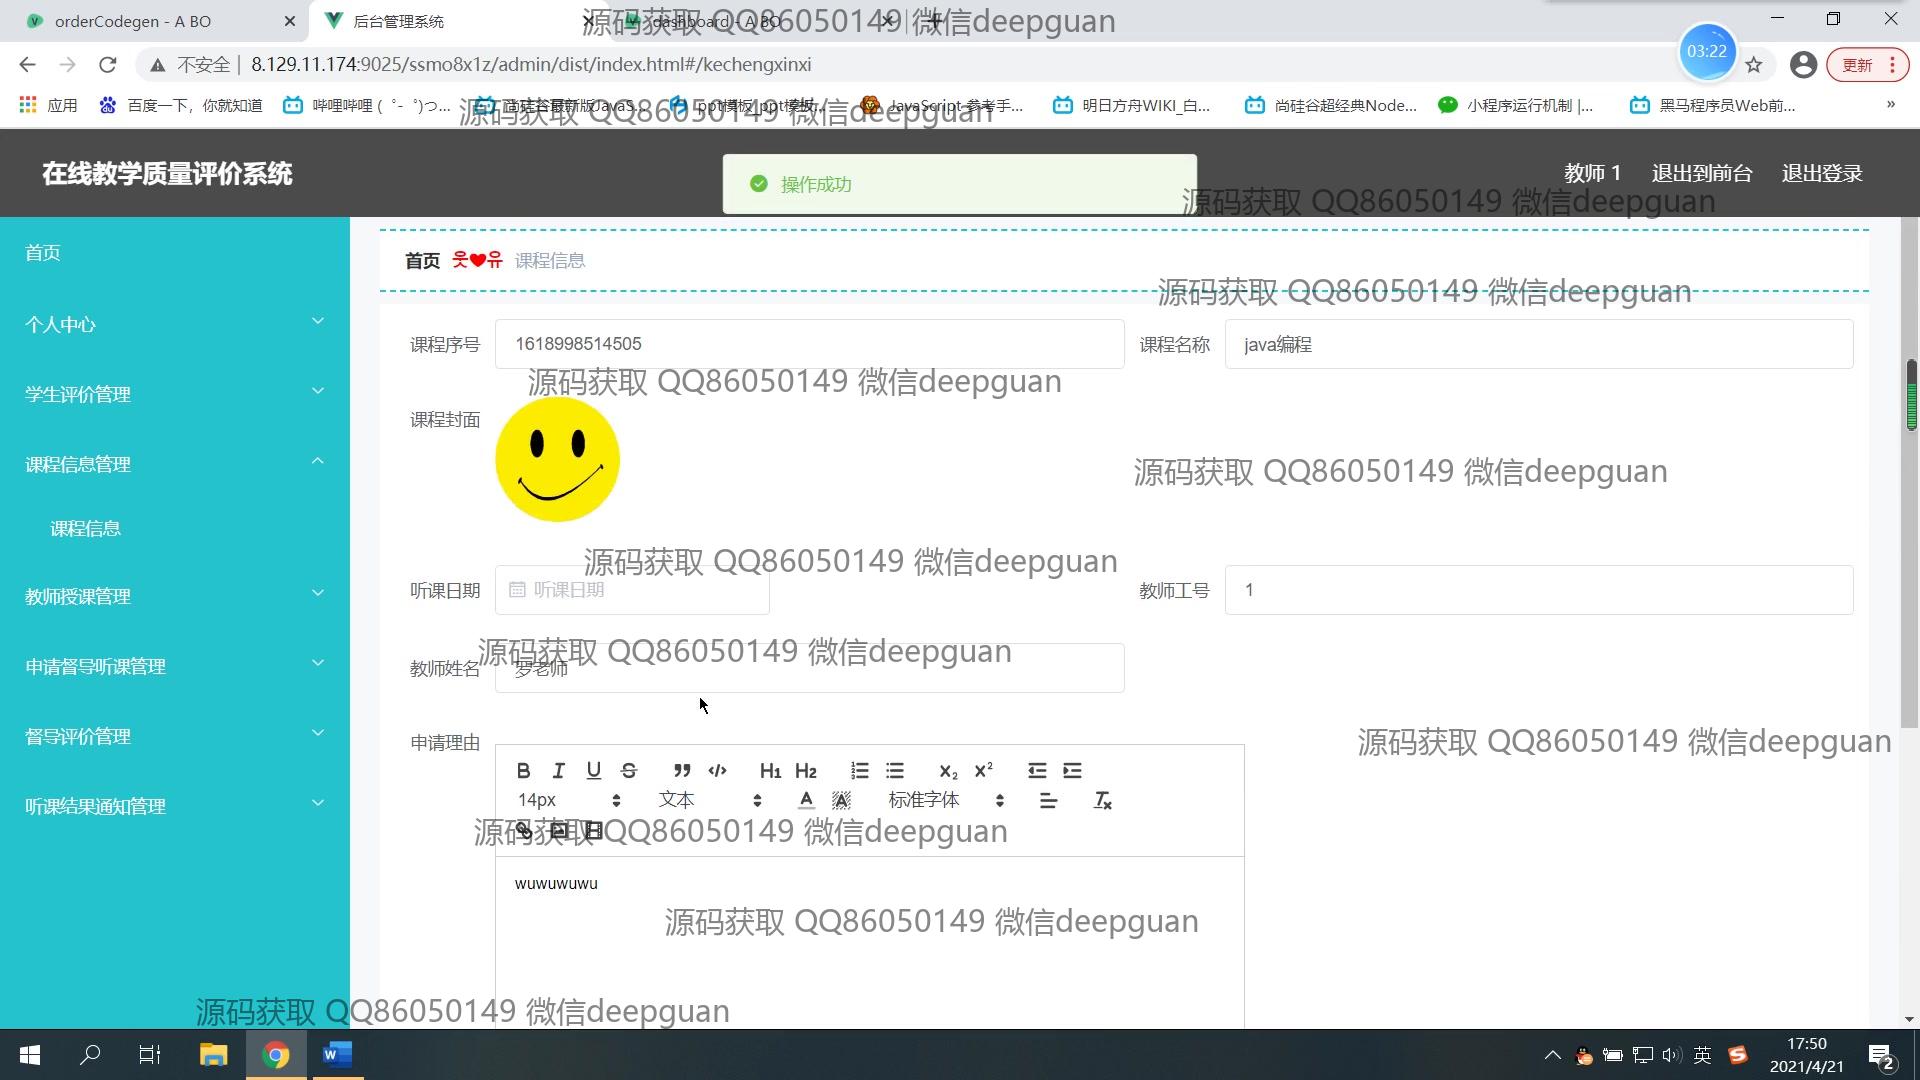 orderCodegen - A BO
后台管理系统
dashboard - A BO
源码获取 QQ86050149 微信deepguan
03:22
不安全 | 8.129.11.174:9025/ssmo8x1z/admin/dist/index.html#/kechengxinxi
更新
应用
百度一下，你就知道
哔哩哔哩 ( ゜- ゜)つ...
尚硅谷最新版JavaS...
ppt模板_ppt模板...
JavaScript 参考手...
明日方舟WIKI_白...
尚硅谷超经典Node...
小程序运行机制 |...
黑马程序员Web前...
»
源码获取 QQ86050149 微信deepguan
在线教学质量评价系统
操作成功
教师 1
退出到前台
退出登录
源码获取 QQ86050149 微信deepguan
首页
个人中心
学生评价管理
课程信息管理
课程信息
教师授课管理
申请督导听课管理
督导评价管理
听课结果通知管理
首页 웃❤유 课程信息
源码获取 QQ86050149 微信deepguan
课程序号 1618998514505
课程名称 java编程
源码获取 QQ86050149 微信deepguan
课程封面
源码获取 QQ86050149 微信deepguan
源码获取 QQ86050149 微信deepguan
听课日期 听课日期
教师工号 1
源码获取 QQ86050149 微信deepguan
教师姓名 罗老师
申请理由
源码获取 QQ86050149 微信deepguan
B I U S H1 H2 X2 X2
14px 文本 A A 标准字体
源码获取 QQ86050149 微信deepguan
wuwuwuwu
源码获取 QQ86050149 微信deepguan
源码获取 QQ86050149 微信deepguan
英
17:50
2021/4/21
2